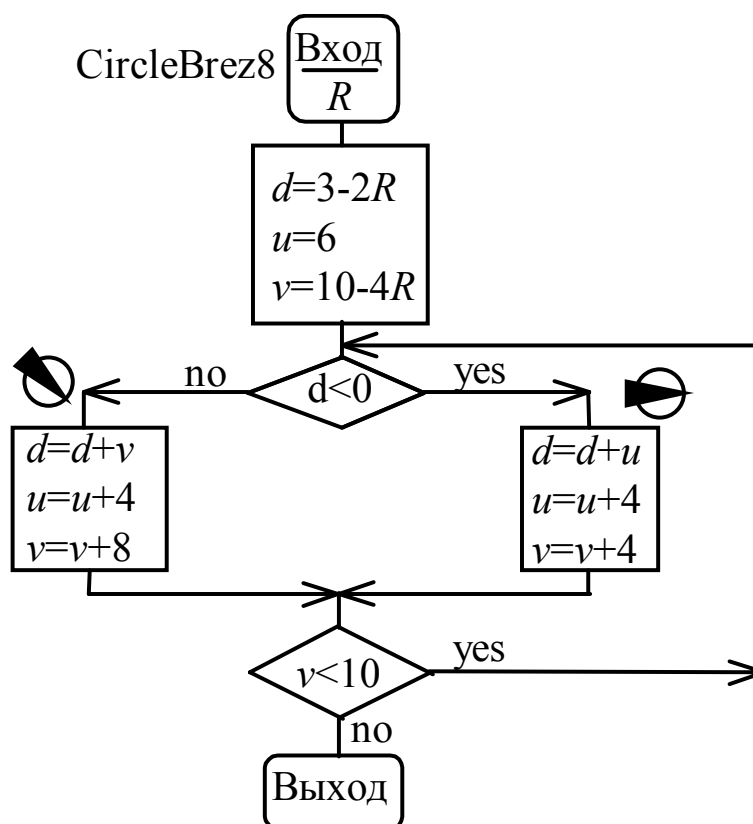 CircleBrez8
Вход
R
d=3-2R
u=6
v=10-4R
no
d<0
yes
d=d+v
u=u+4
v=v+8
d=d+u
u=u+4
v=v+4
v<10
yes
no
Выход